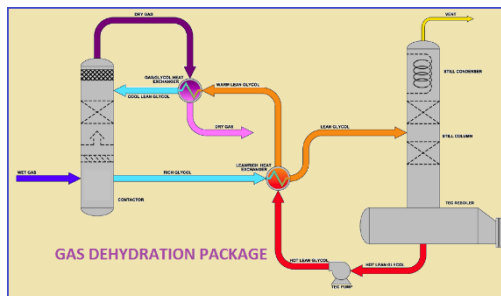 DRY GAS
VENT
GAS/GLYCOL HEAT
EXCHANGER
STILL CONDENSER
COOL LEAN GLYCOL
WARM LEAN GLYCOL
DRY GAS
LEAN GLYCOL
STILL COLUMN
WET GAS
RICH GLYCOL
LEAN/RICH HEAT
EXCHANGER
CONTACTOR
TEG REBOILER
GAS DEHYDRATION PACKAGE
HOT LEAN GLYCOL
HOT LEAN GLYCOL
TEG PUMP